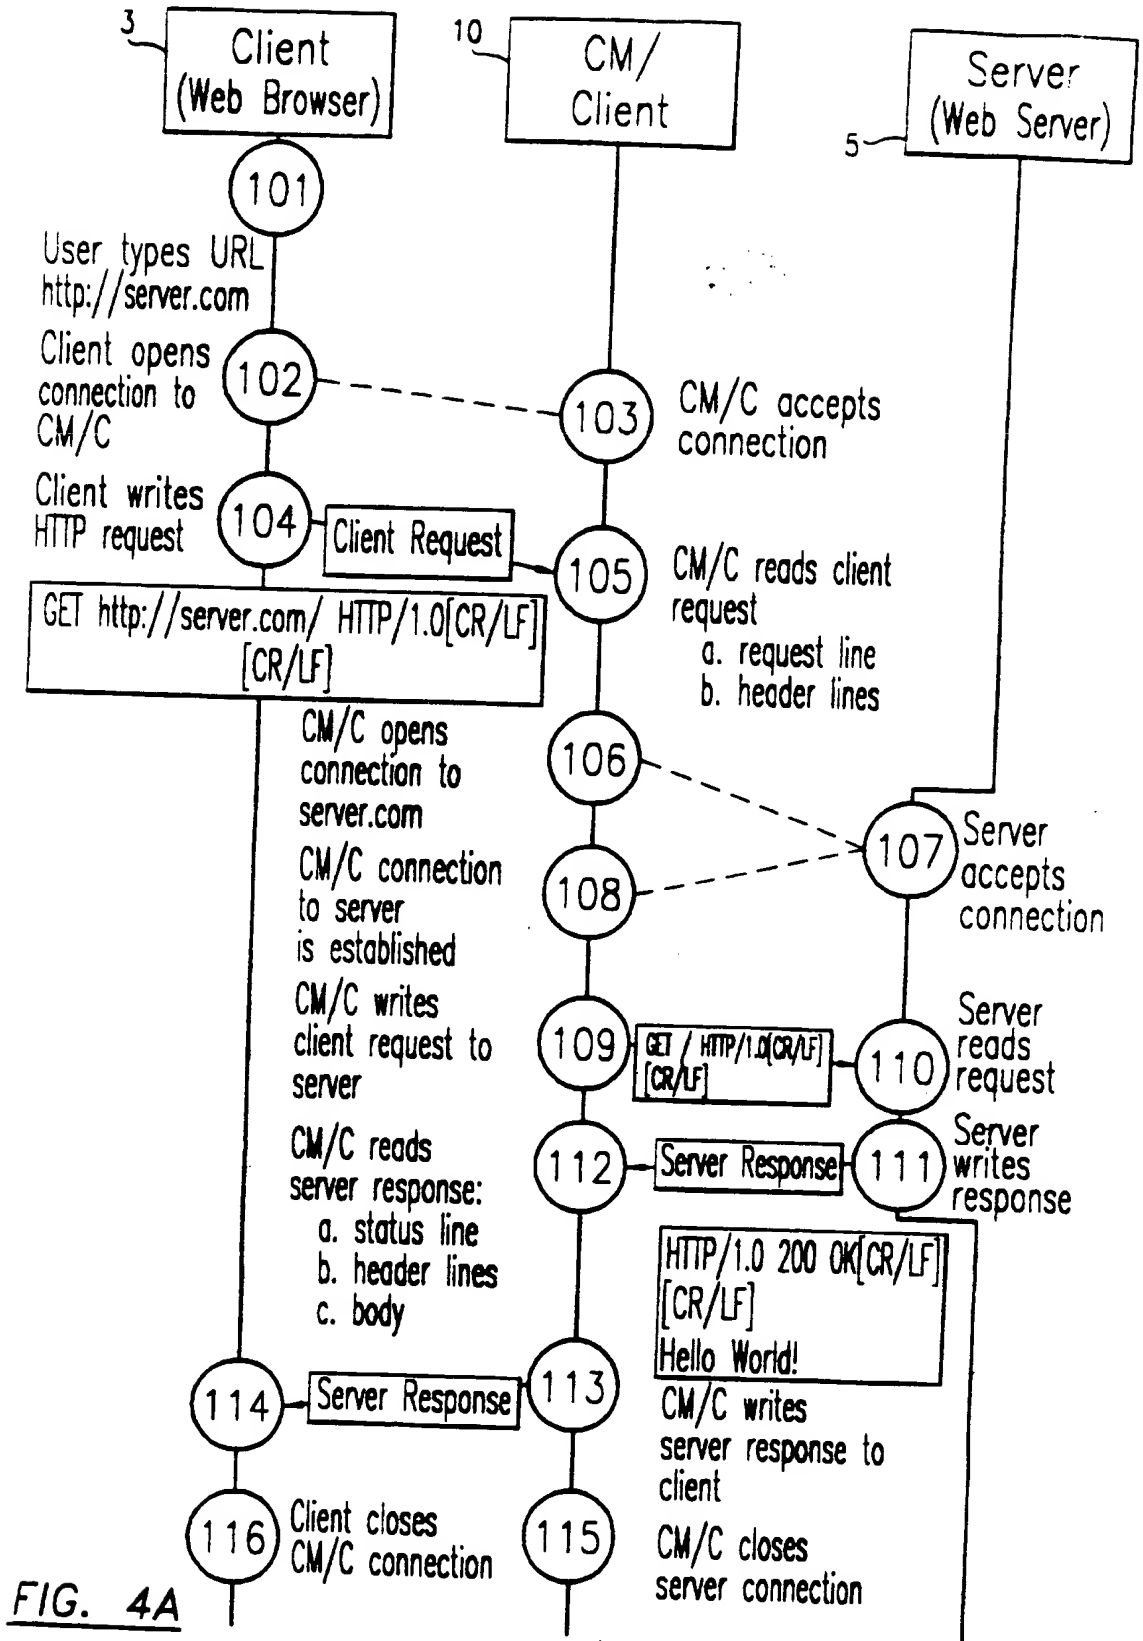 3
Client
(Web Browser)
10
CM/
Client
Server
(Web Server)
5
101
User types URL
http://server.com
Client opens
connection to
CM/C
102
103
CM/C accepts
connection
Client writes
HTTP request
104
Client Request
105
CM/C reads client
request
a. request line
b. header lines
GET http://server.com/ HTTP/1.0[CR/LF]
[CR/LF]
CM/C opens
connection to
server.com
106
107
Server
accepts
connection
CM/C connection
to server
is established
108
CM/C writes
client request to
server
109
GET / HTTP/1.0[CR/LF]
[CR/LF]
110
Server
reads
request
CM/C reads
server response:
a. status line
b. header lines
c. body
112
Server Response
111
Server
writes
response
HTTP/1.0 200 OK[CR/LF]
[CR/LF]
Hello World!
114
Server Response
113
CM/C writes
server response to
client
116
Client closes
CM/C connection
115
CM/C closes
server connection
FIG. 4A